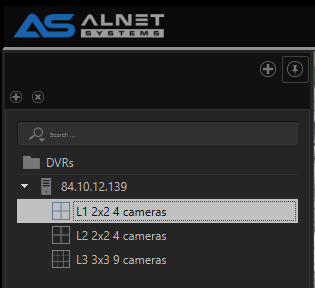 AS ALNET
SYSTEMS
Search ...
DVRs
84.10.12.139
L1 2x2 4 cameras
L2 2x2 4 cameras
L3 3x3 9 cameras